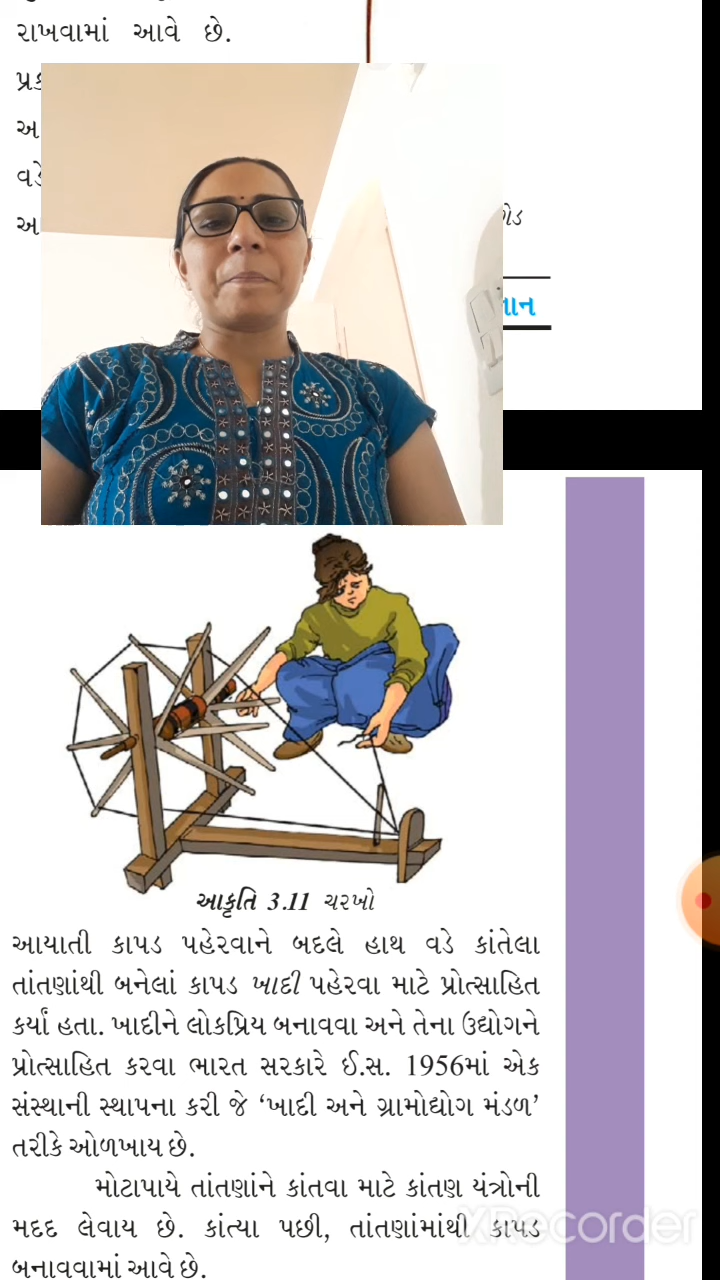 રાખવામાં આવે છે.
આકૃતિ 3.11 ચરખો
આયાતી કાપડ પહેરવાને બદલે હાથ વડે કાંતેલા
તાંતણાંથી બનેલાં કાપડ ખાદી પહેરવા માટે પ્રોત્સાહિત
કર્યાં હતા. ખાદીને લોકપ્રિય બનાવવા અને તેના ઉદ્યોગને
પ્રોત્સાહિત કરવા ભારત સરકારે ઈ.સ. 1956માં એક
સંસ્થાની સ્થાપના કરી જે ‘ખાદી અને ગ્રામોદ્યોગ મંડળ’
તરીકે ઓળખાય છે.
મોટાપાયે તાંતણાંને કાંતવા માટે કાંતણ યંત્રોની
મદદ લેવાય છે. કાંત્યા પછી, તાંતણાંમાંથી કાપડ
બનાવવામાં આવે છે.
XRecorder